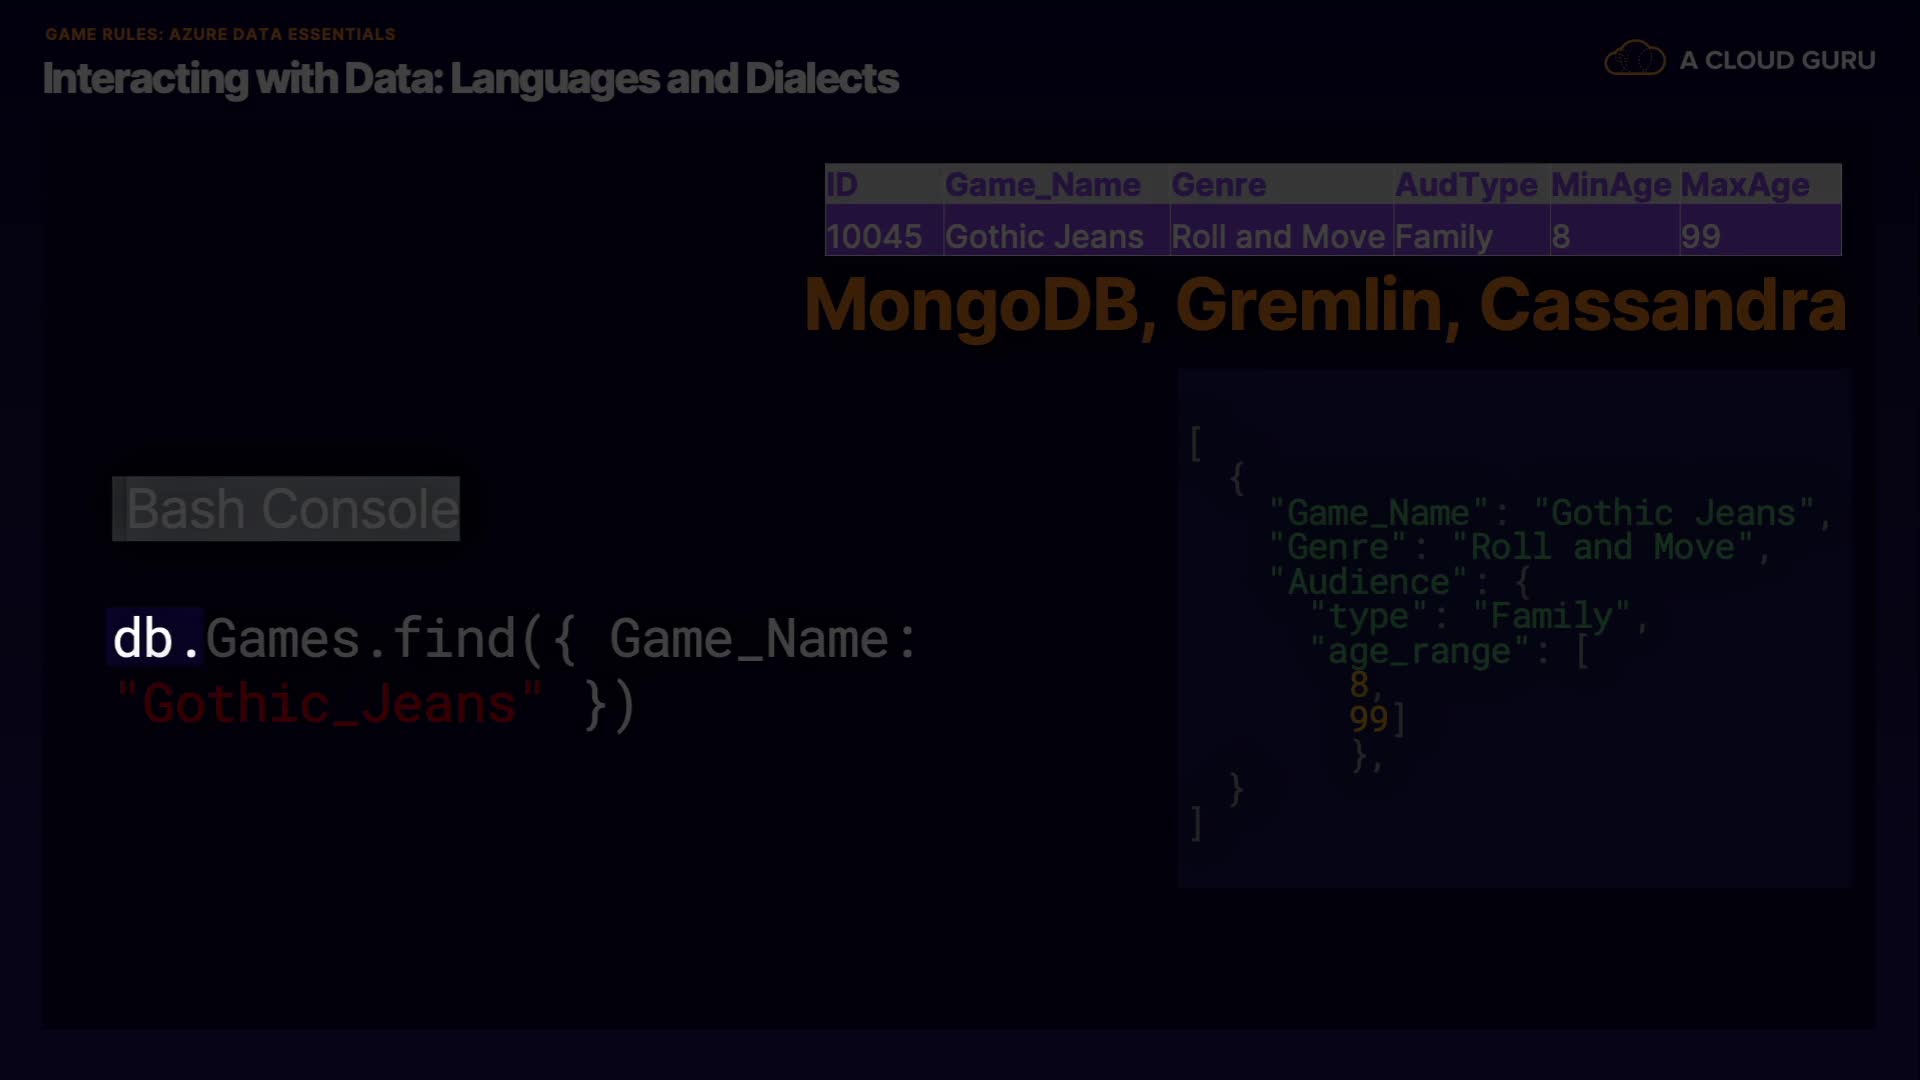 GAME RULES: AZURE DATA ESSENTIALS
Interacting with Data: Languages and Dialects
A CLOUD GURU
ID Game_Name Genre AudType MinAge MaxAge
10045 Gothic Jeans Roll and Move Family 8 99
MongoDB, Gremlin, Cassandra
Bash Console
db.Games.find({ Game_Name:
"Gothic_Jeans" })
[
{
"Game_Name": "Gothic Jeans",
"Genre": "Roll and Move",
"Audience": {
"type": "Family",
"age_range": [
8,
99]
},
}
]